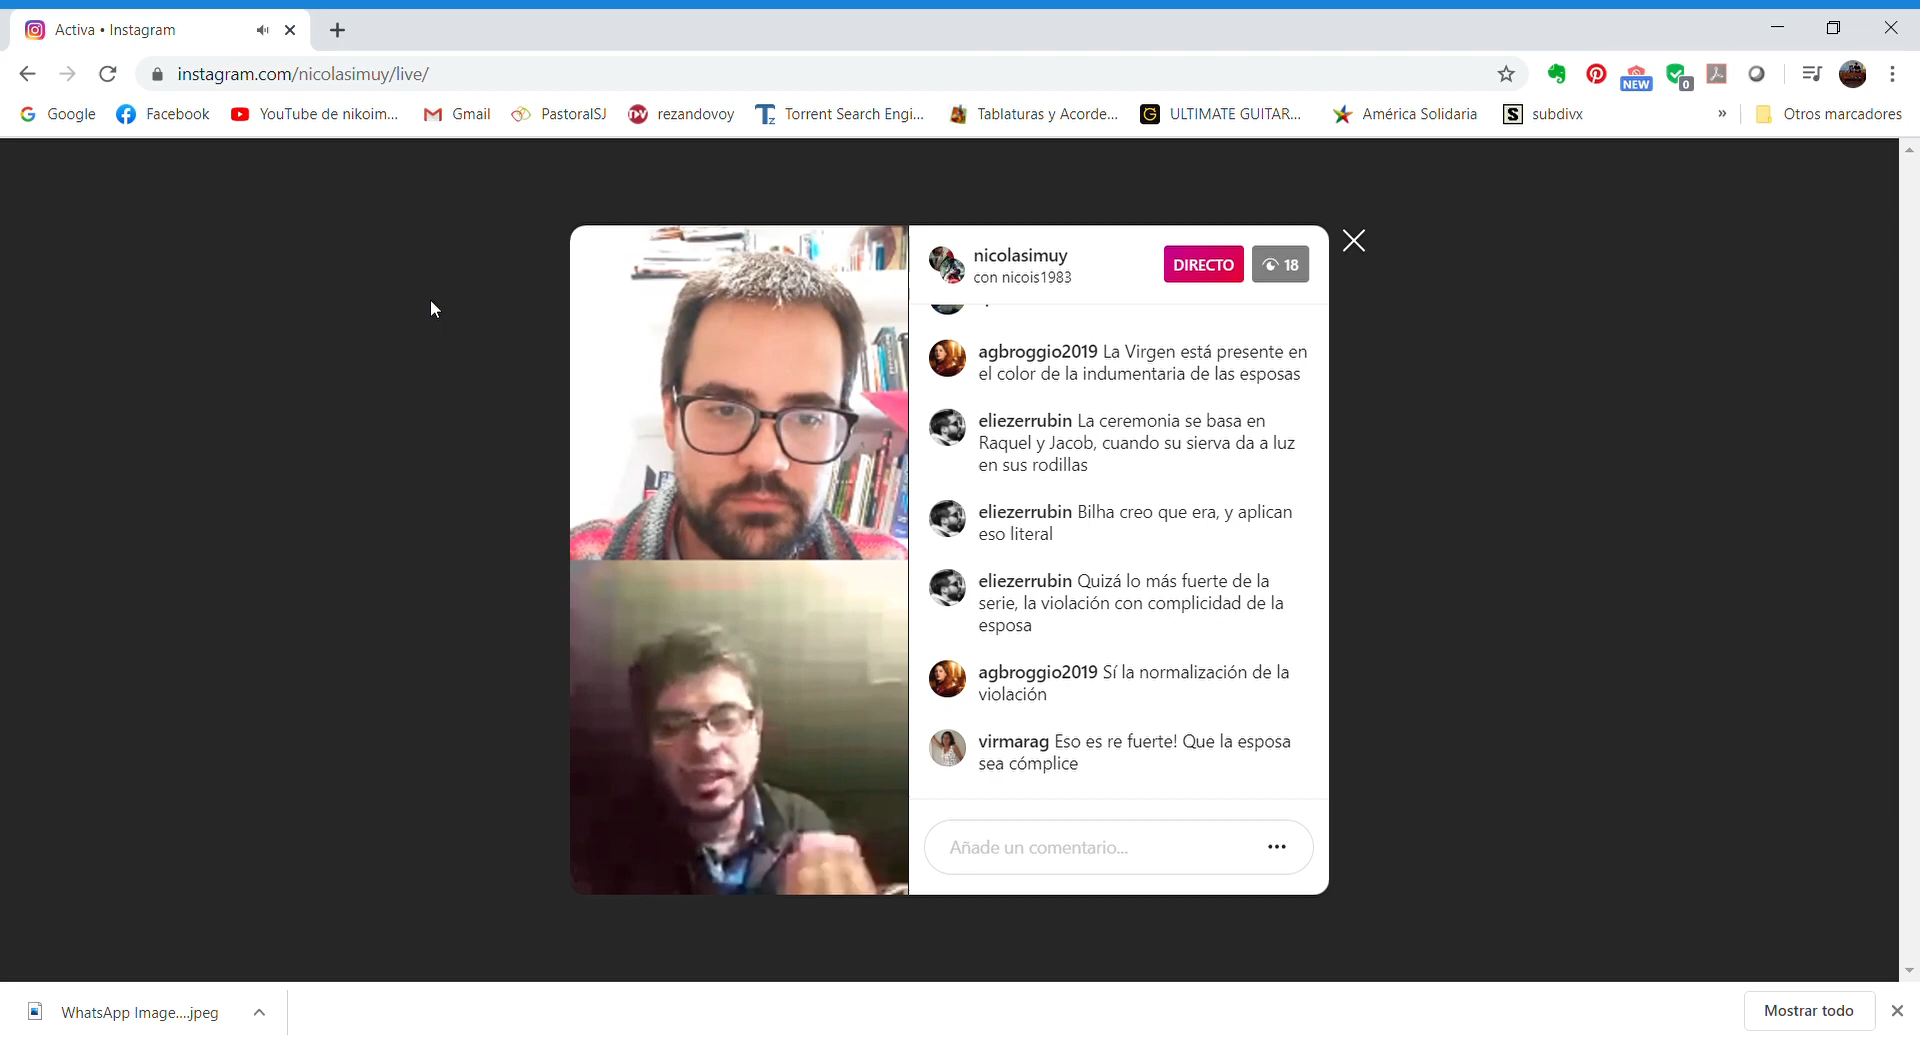 Activa • Instagram
instagram.com/nicolasimuy/live/
NEW
0
Google
Facebook
YouTube de nikoim...
Gmail
PastoralSJ
rezandovoy
Torrent Search Engi...
Tablaturas y Acorde...
ULTIMATE GUITAR...
América Solidaria
subdivx
»
Otros marcadores
nicolasimuy
con nicois1983
DIRECTO
18
agbroggio2019 La Virgen está presente en
el color de la indumentaria de las esposas
eliezerrubin La ceremonia se basa en
Raquel y Jacob, cuando su sierva da a luz
en sus rodillas
eliezerrubin Bilha creo que era, y aplican
eso literal
eliezerrubin Quizá lo más fuerte de la
serie, la violación con complicidad de la
esposa
agbroggio2019 Sí la normalización de la
violación
virmarag Eso es re fuerte! Que la esposa
sea cómplice
Añade un comentario...
WhatsApp Image....jpeg
Mostrar todo